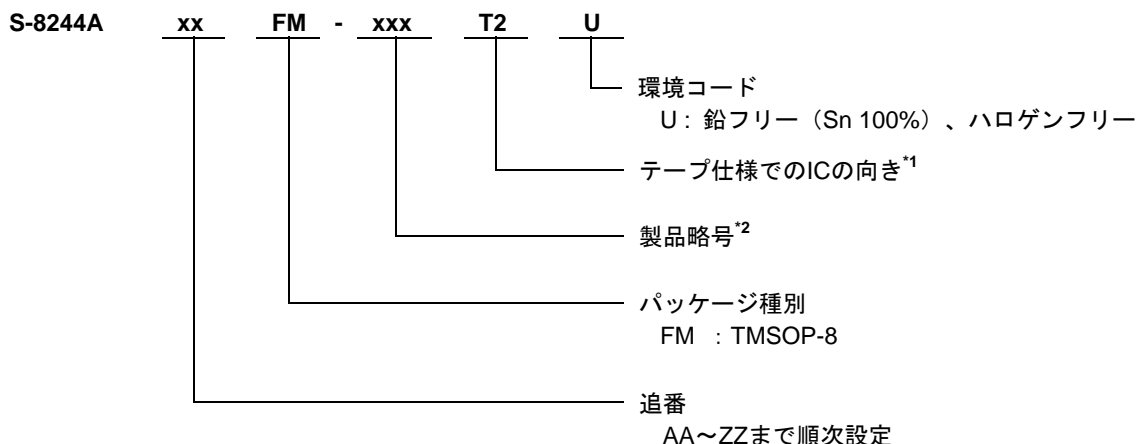 S-8244A xx FM - xxx T2 U
環境コード
U : 鉛フリー（Sn 100%）、ハロゲンフリー
テープ仕様でのICの向き*1
製品略号*2
パッケージ種別
FM : TMSOP-8
追番
AA～ZZまで順次設定